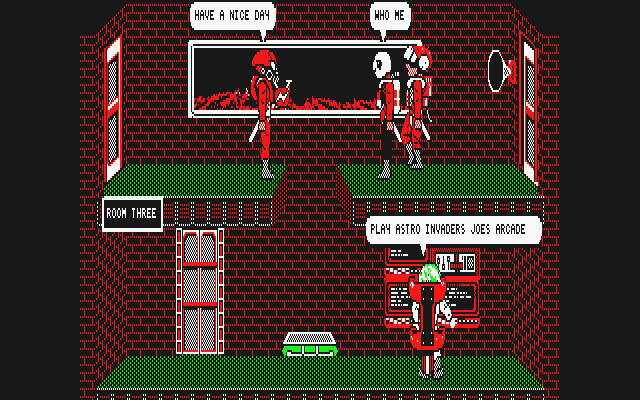 HAVE A NICE DAY
WHO ME
ROOM THREE
PLAY ASTRO INVADERS JOES ARCADE